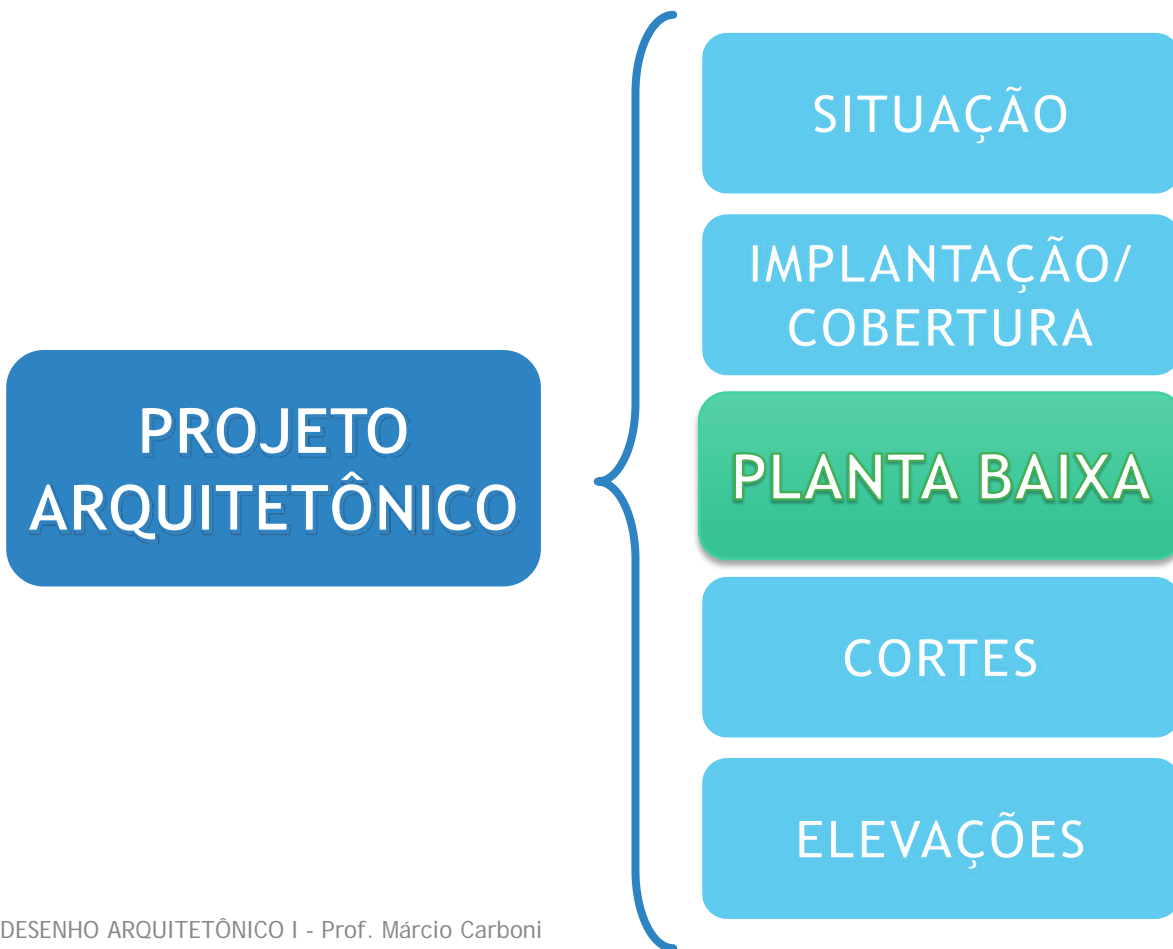 PROJETO
ARQUITETÔNICO
SITUAÇÃO
IMPLANTAÇÃO/
COBERTURA
PLANTA BAIXA
CORTES
ELEVAÇÕES
DESENHO ARQUITETÔNICO I - Prof. Márcio Carboni